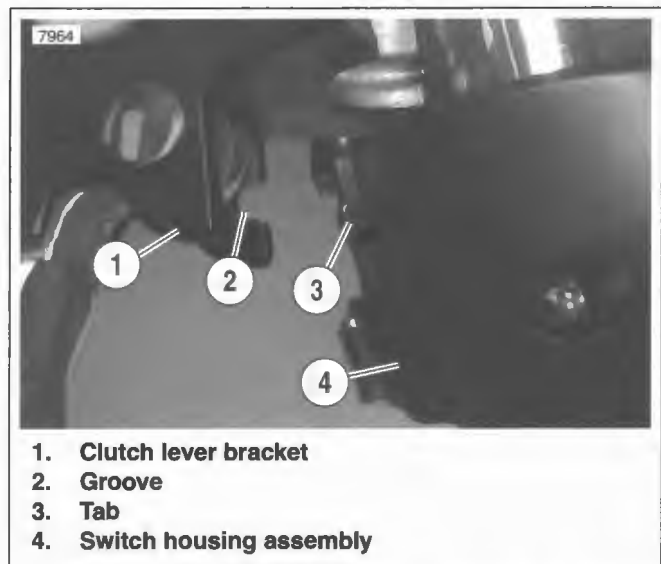 7964
1
2
3
4
1. Clutch lever bracket
2. Groove
3. Tab
4. Switch housing assembly